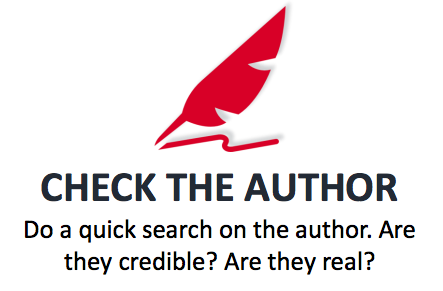 CHECK THE AUTHOR
Do a quick search on the author. Are
they credible? Are they real?